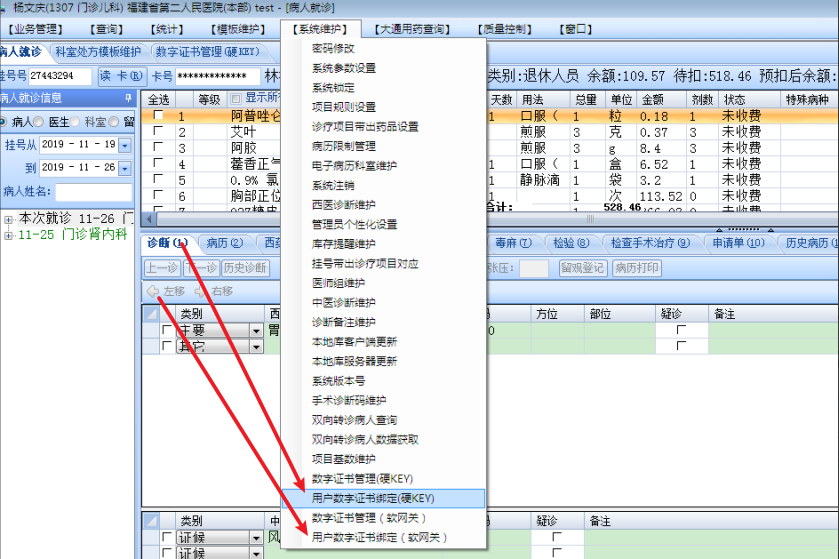 杨文庆(1307 门诊儿科) 福建省第二人民医院(本部) test - [病人就诊]
【业务管理】 【查询】 【统计】 【模板维护】 【系统维护】 【大通用药查询】 【质量控制】 【窗口】
病人就诊 科室处方模板维护 数字证书管理(硬KEY)
挂号号 27443294 读 卡(R) 卡号 ************* 林 类别:退休人员 余额:109.57 待扣:518.46 预扣后余额:
病人就诊信息
病人 医生 科室 留
挂号从 2019 - 11 - 19
到 2019 - 11 - 26
病人姓名:
本次就诊 11-26 门
11-25 门诊肾内科
全选 等级 显示所 天数 用法 总量 单位 金额 剂数 状态 特殊病种
1 阿普唑仑 1 口服（ 1 粒 0.18 1 未收费
2 艾叶 煎服 3 克 0.37 3 未收费
3 阿胶 煎服 3 g 8.4 3 未收费
4 藿香正气 1 口服（ 1 盒 6.52 1 未收费
5 0.9% 氯 静脉滴 1 袋 3.2 1 未收费
6 胸部正位 1 次 113.52 0 未收费
合计: 528.46
诊断(1) 病历(2) 西药 毒麻(7) 检验(8) 检查手术治疗(9) 申请单(10) 历史病历(1
上一诊 下一诊 历史诊断 张压: 留观登记 病历打印
左移 右移
类别 西 码 方位 部位 疑诊 备注
主要 胃 0
其它
类别 中 码 疑诊 备注
证候 风
证候
密码修改
系统参数设置
系统锁定
项目规则设置
诊疗项目带出药品设置
病历限制管理
电子病历科室维护
系统注销
西医诊断维护
管理员个性化设置
库存提醒维护
挂号带出诊疗项目对应
医师组维护
中医诊断维护
诊断备注维护
本地库客户端更新
本地库服务器更新
系统版本号
手术诊断码维护
双向转诊病人查询
双向转诊病人数据获取
项目基数维护
数字证书管理(硬KEY)
用户数字证书绑定(硬KEY)
数字证书管理（软网关）
用户数字证书绑定（软网关）